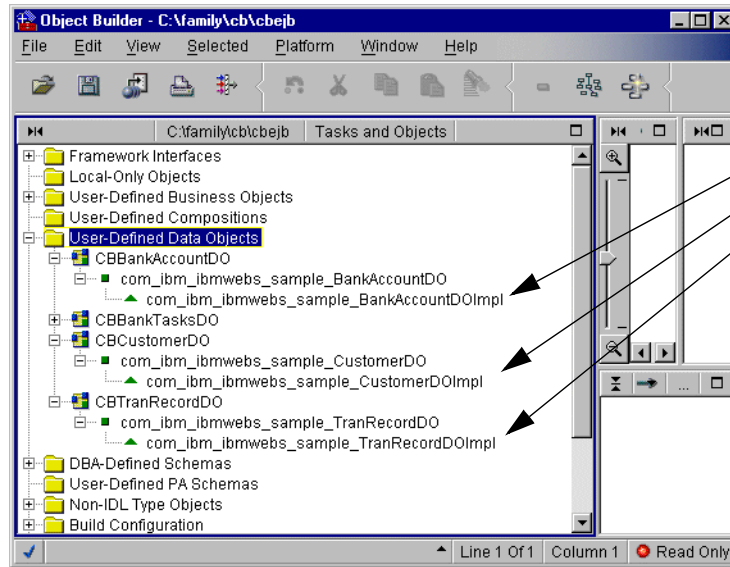 Object Builder - C:\family\cb\cbejb
File Edit View Selected Platform Window Help
C:\family\cb\cbejb Tasks and Objects
Framework Interfaces
Local-Only Objects
User-Defined Business Objects
User-Defined Compositions
User-Defined Data Objects
CBBankAccountDO
com_ibm_ibmwebs_sample_BankAccountDO
com_ibm_ibmwebs_sample_BankAccountDOImpl
CBBankTasksDO
CBCustomerDO
com_ibm_ibmwebs_sample_CustomerDO
com_ibm_ibmwebs_sample_CustomerDOImpl
CBTranRecordDO
com_ibm_ibmwebs_sample_TranRecordDO
com_ibm_ibmwebs_sample_TranRecordDOImpl
...
DBA-Defined Schemas
User-Defined PA Schemas
Non-IDL Type Objects
Build Configuration
Line 1 Of1 Column 1 Read Only